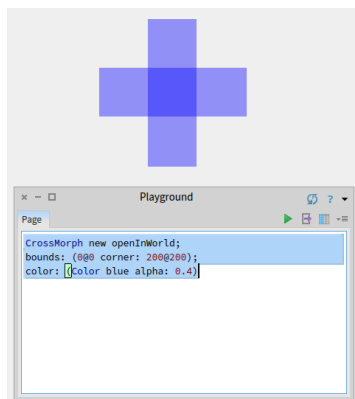 Playground
?
Page
CrossMorph new openInWorld;
bounds: (0@0 corner: 200@200);
color: (Color blue alpha: 0.4)